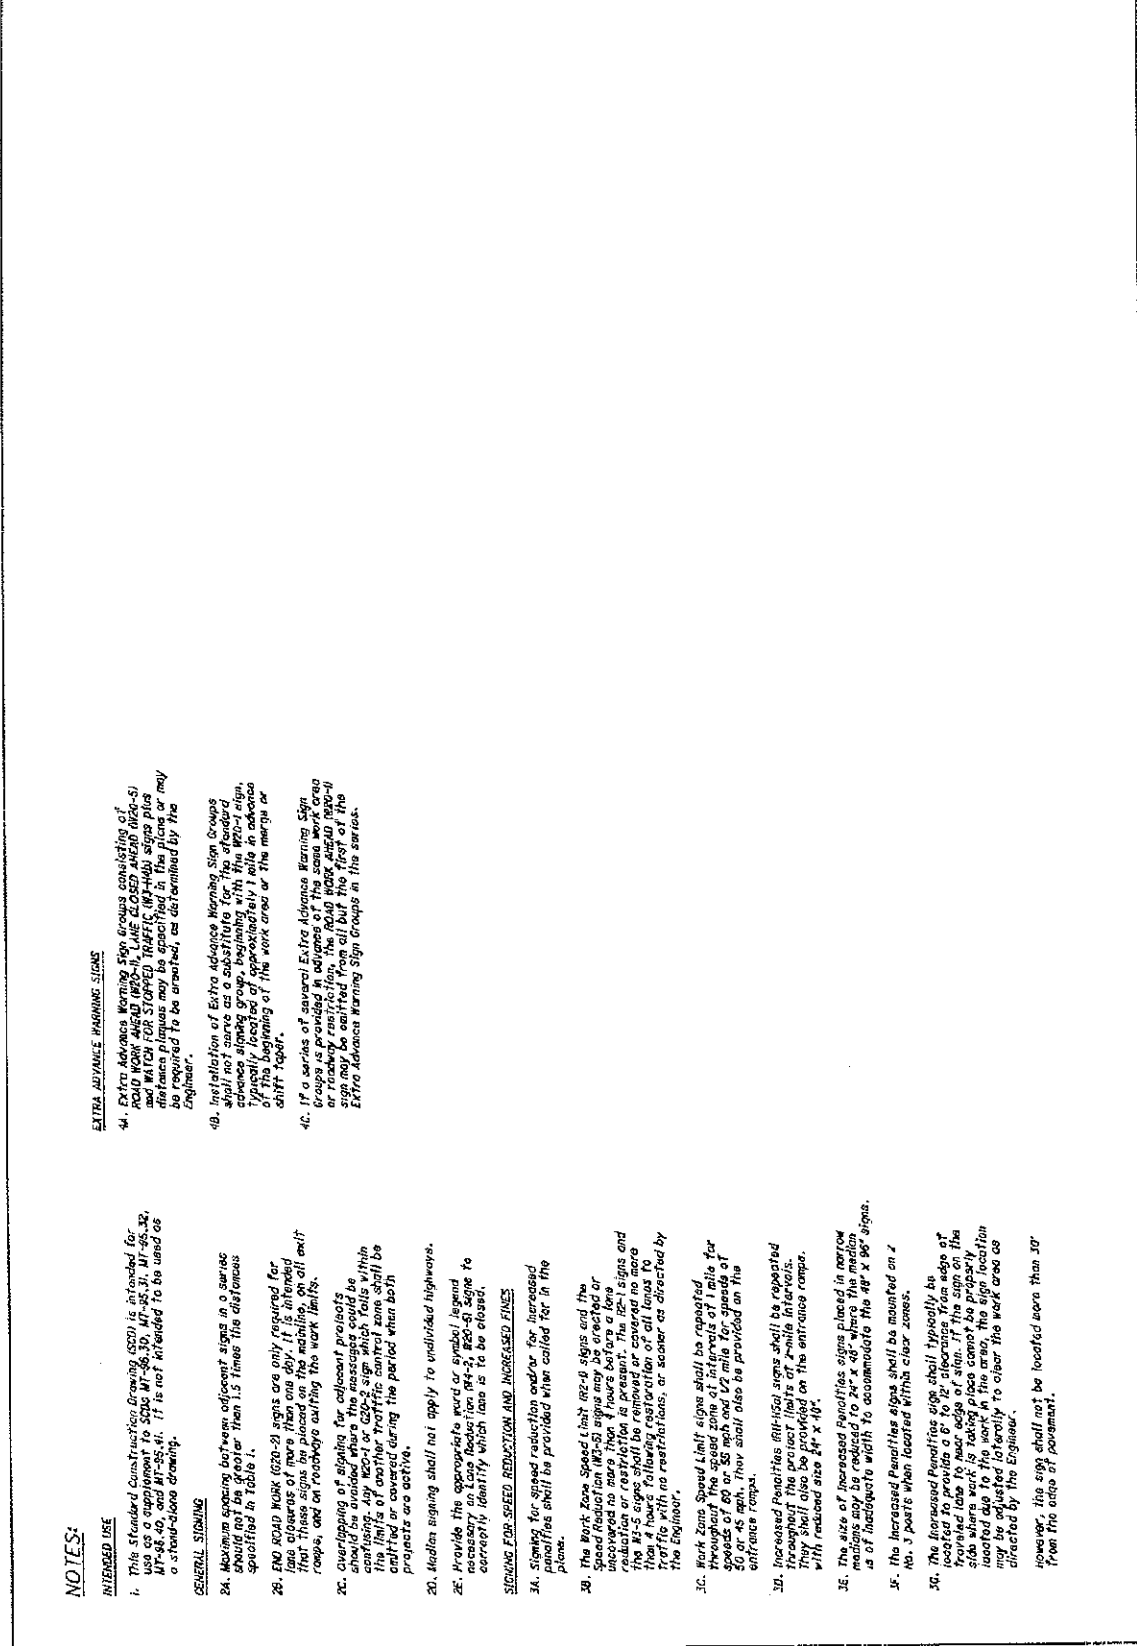 NOTES:
INTENDED USE
1. This Standard Construction Drawing (SCD) is intended for
use as a supplement to SCDs MT-95.30, MT-95.31, MT-95.32,
MT-95.40, and MT-95.41. It is not intended to be used as
a stand-alone drawing.
GENERAL SIGNING
2A. Maximum spacing between adjacent signs in a series
should not be greater than 1.5 times the distances
specified in Table I.
2B. END ROAD WORK (G20-2) signs are only required for
lane closures of more than one day. It is intended
that these signs be placed on the mainline, on all exit
ramps, and on roadways exiting the work limits.
2C. Overlapping of signing for adjacent projects
should be avoided where the messages could be
confusing. Any W20-1 or G20-2 sign which falls within
the limits of another traffic control zone shall be
omitted or covered during the period when both
projects are active.
2D. Median signing shall not apply to undivided highways.
2E. Provide the appropriate word or symbol legend
necessary on Lane Reduction (W4-2, W20-5) signs to
correctly identify which lane is to be closed.
SIGNING FOR SPEED REDUCTION AND INCREASED FINES
3A. Signing for speed reduction and/or for increased
penalties shall be provided when called for in the
plans.
3B. The Work Zone Speed Limit (R2-1) signs and the
Speed Reduction (W3-5) signs may be erected or
uncovered no more than 4 hours before a lane
reduction or restriction is present. The R2-1 signs and
the W3-5 signs shall be removed or covered no more
than 4 hours following restoration of all lanes to
traffic with no restrictions, or sooner as directed by
the Engineer.
3C. Work Zone Speed Limit signs shall be repeated
throughout the speed zone at intervals of 1 mile for
speeds of 60 or 55 mph and 1/2 mile for speeds of
50 or 45 mph. They shall also be provided on the
entrance ramps.
3D. Increased Penalties (R11-H5a) signs shall be repeated
throughout the project limits at 2-mile intervals.
They shall also be provided on the entrance ramps.
with reduced size 24" x 48".
3E. The size of Increased Penalties signs placed in narrow
medians may be reduced to 24" x 48" where the median
is of inadequate width to accommodate the 48" x 96" signs.
3F. The Increased Penalties signs shall be mounted on 2
No. 3 posts when located within clear zones.
3G. The Increased Penalties sign shall typically be
located to provide a 6' to 12' clearance from edge of
traveled lane to near edge of sign. If the sign on the
side where work is taking place cannot be properly
located due to the work in the area, the sign location
may be adjusted laterally to clear the work area as
directed by the Engineer.
However, the sign shall not be located more than 30'
from the edge of pavement.
EXTRA ADVANCE WARNING SIGNS
4A. Extra Advance Warning Sign Groups consisting of
ROAD WORK AHEAD (W20-1), LANE CLOSED AHEAD (W20-5)
and WATCH FOR STOPPED TRAFFIC (W3-H4b) signs plus
distance plaques may be specified in the plans or may
be required to be erected, as determined by the
Engineer.
4B. Installation of Extra Advance Warning Sign Groups
shall not serve as a substitute for the standard
advance signing group, beginning with the W20-1 sign,
typically located at approximately 1 mile in advance
of the beginning of the work area or the merge or
shift taper.
4C. If a series of several Extra Advance Warning Sign
Groups is provided in advance of the same work area
or roadway restriction, the ROAD WORK AHEAD (W20-1)
sign may be omitted from all but the first of the
Extra Advance Warning Sign Groups in the series.